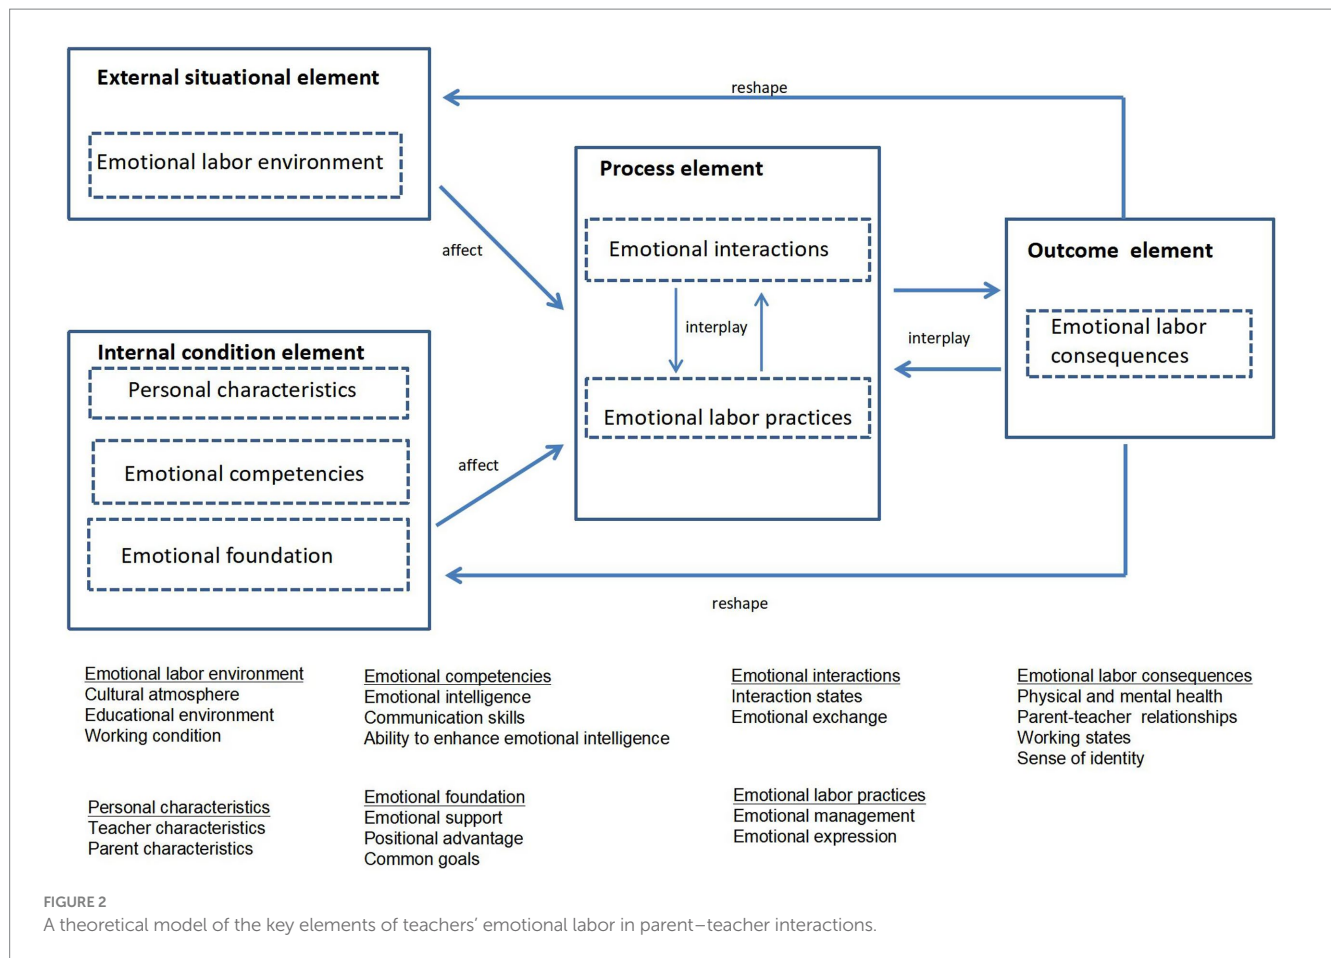 External situational element
Emotional labor environment
reshape
Process element
Emotional interactions
interplay
Emotional labor practices
affect
Outcome element
Emotional labor
consequences
interplay
Internal condition element
Personal characteristics
Emotional competencies
Emotional foundation
affect
reshape
Emotional labor environment
Cultural atmosphere
Educational environment
Working condition
Personal characteristics
Teacher characteristics
Parent characteristics
Emotional competencies
Emotional intelligence
Communication skills
Ability to enhance emotional intelligence
Emotional foundation
Emotional support
Positional advantage
Common goals
Emotional interactions
Interaction states
Emotional exchange
Emotional labor practices
Emotional management
Emotional expression
Emotional labor consequences
Physical and mental health
Parent-teacher relationships
Working states
Sense of identity
FIGURE 2
A theoretical model of the key elements of teachers’ emotional labor in parent–teacher interactions.